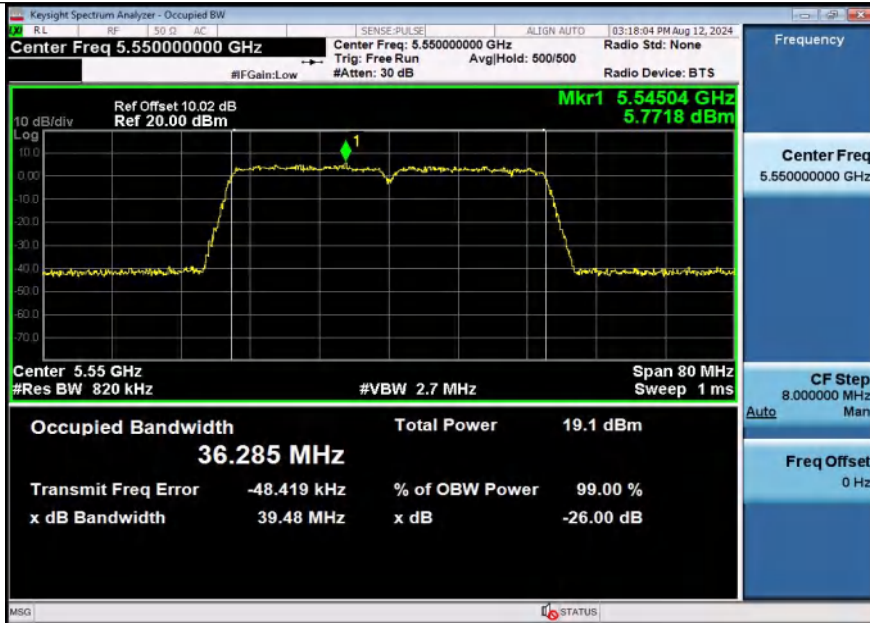 Keysight Spectrum Analyzer - Occupied BW
LXI RL RF 50 Ω AC SENSE:PULSE ALIGN AUTO 03:18:04 PM Aug 12, 2024
Center Freq 5.550000000 GHz
Center Freq: 5.550000000 GHz
Radio Std: None
Trig: Free Run Avg|Hold: 500/500
#IFGain:Low
#Atten: 30 dB
Radio Device: BTS
Ref Offset 10.02 dB
Mkr1 5.54504 GHz
10 dB/div Ref 20.00 dBm
5.7718 dBm
Log
1
10.0
0.00
-10.0
-20.0
-30.0
-40.0
-50.0
-60.0
-70.0
Center 5.55 GHz
Span 80 MHz
#Res BW 820 kHz
#VBW 2.7 MHz
Sweep 1 ms
Occupied Bandwidth
36.285 MHz
Total Power 19.1 dBm
Transmit Freq Error -48.419 kHz
% of OBW Power 99.00 %
x dB Bandwidth 39.48 MHz
x dB -26.00 dB
MSG
STATUS
Frequency
Center Freq
5.550000000 GHz
CF Step
8.000000 MHz
Auto Man
Freq Offset
0 Hz